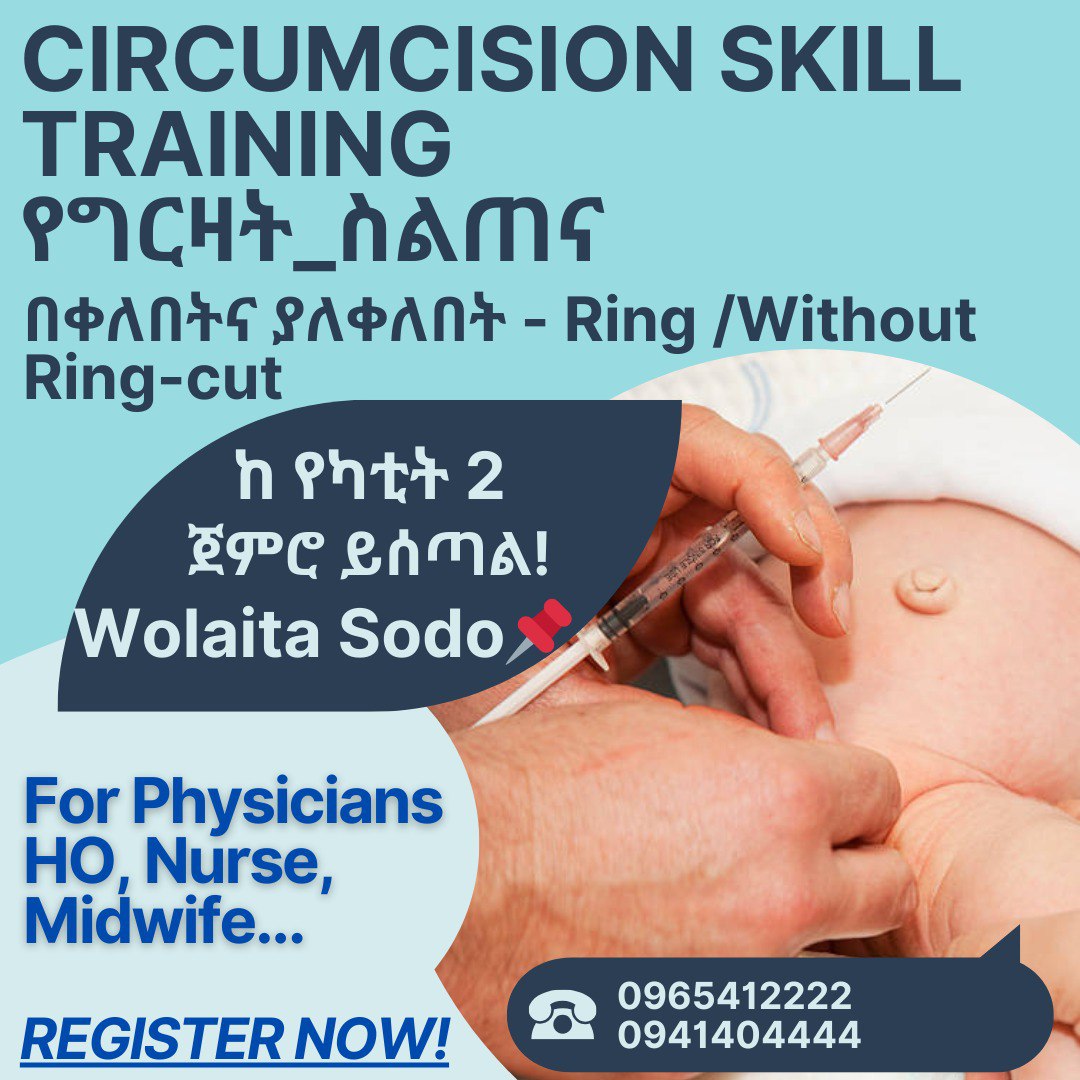 CIRCUMCISION SKILL
TRAINING
የግርዛት_ስልጠና
በቀለበትና ያለቀለበት - Ring /Without
Ring-cut
ከ የካቲት 2
ጀምሮ ይሰጣል!
Wolaita Sodo
For Physicians
HO, Nurse,
Midwife...
REGISTER NOW!
0965412222
0941404444